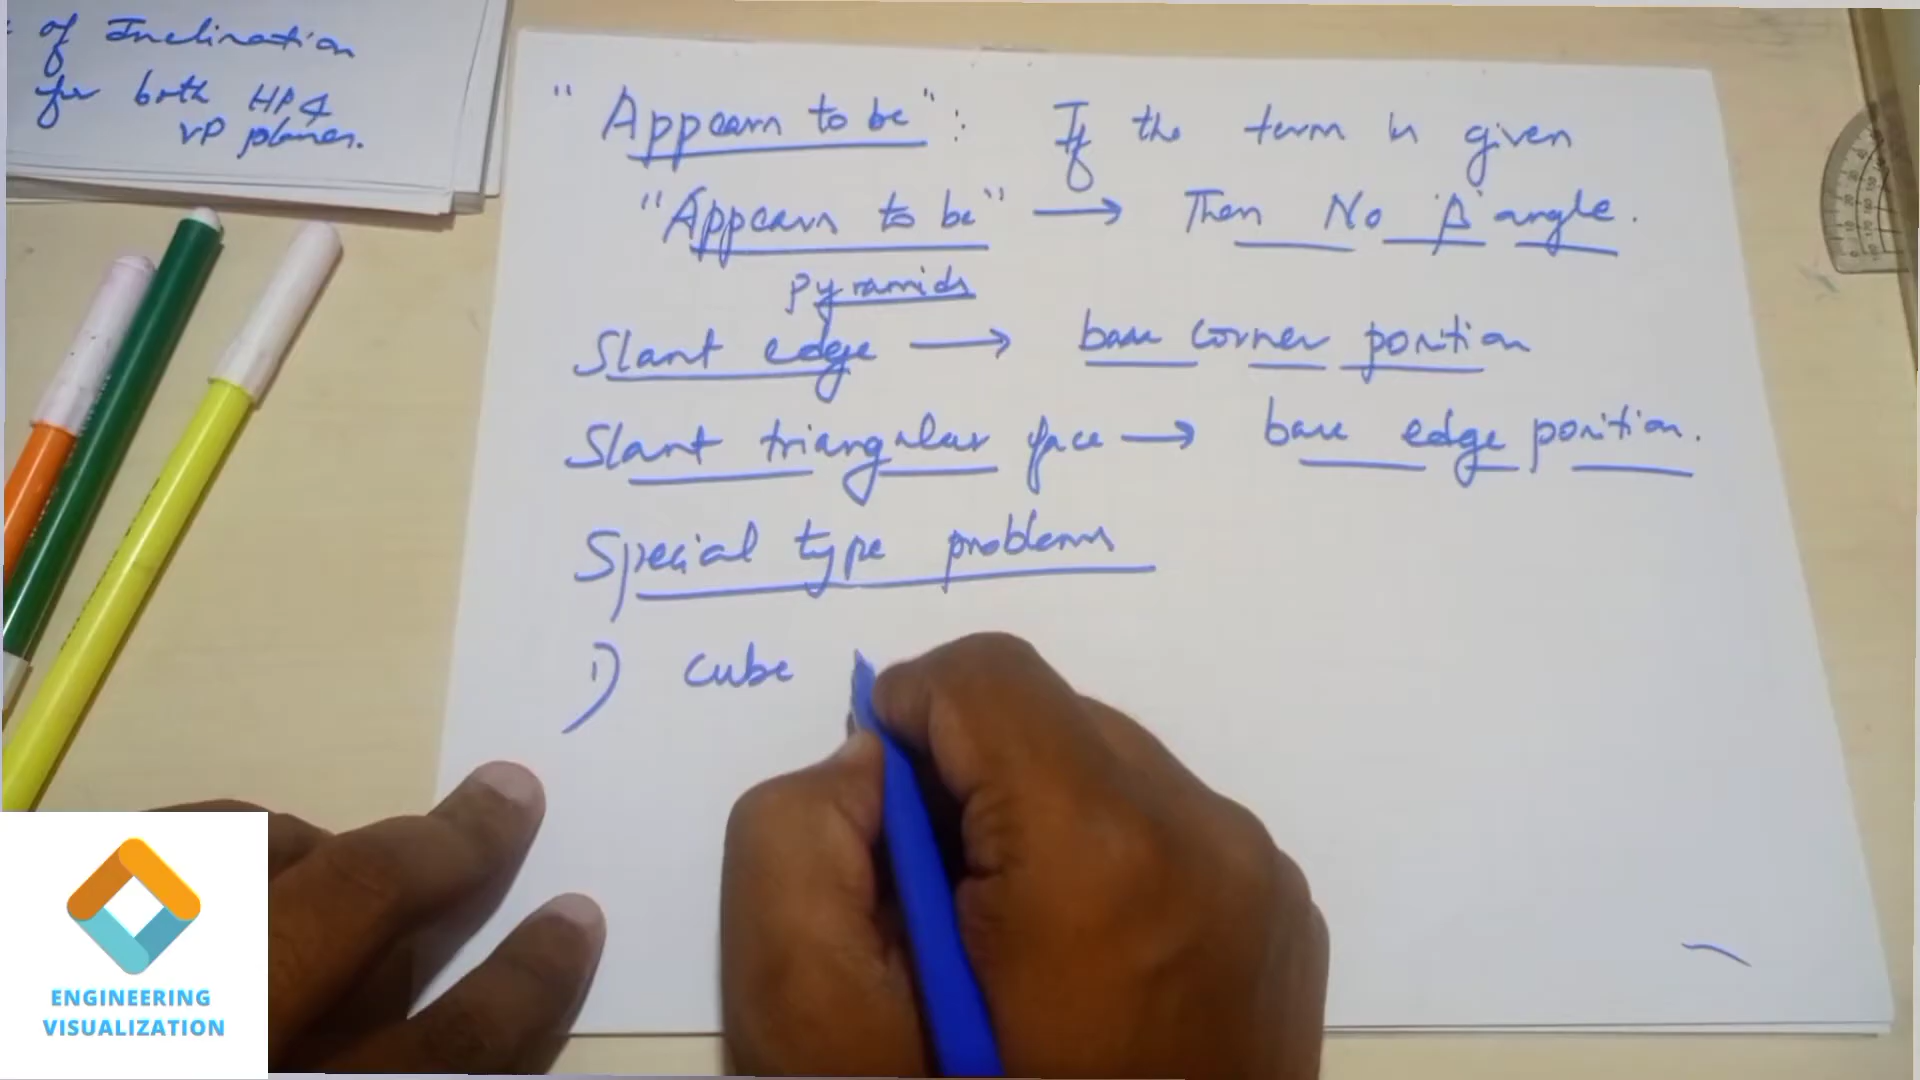 of Inclination
for both HP &
VP planes.
"Appears to be": If the term is given
"Appears to be" → Then No β angle.
pyramids
Slant edge → base corner position
Slant triangular face → base edge position.
Special type problems
1) Cube
ENGINEERING
VISUALIZATION